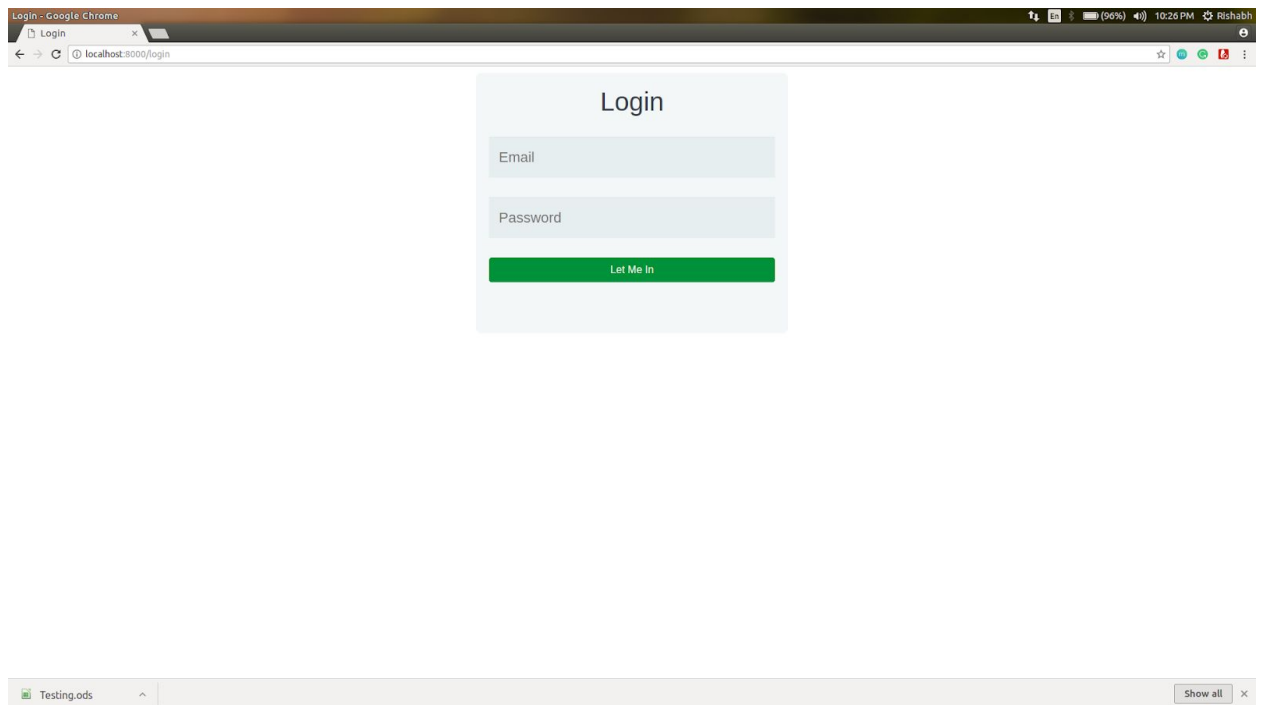 Login - Google Chrome
En (96%) 10:26 PM Rishabh
Login
localhost:8000/login
Login
Email
Password
Let Me In
Testing.ods
Show all